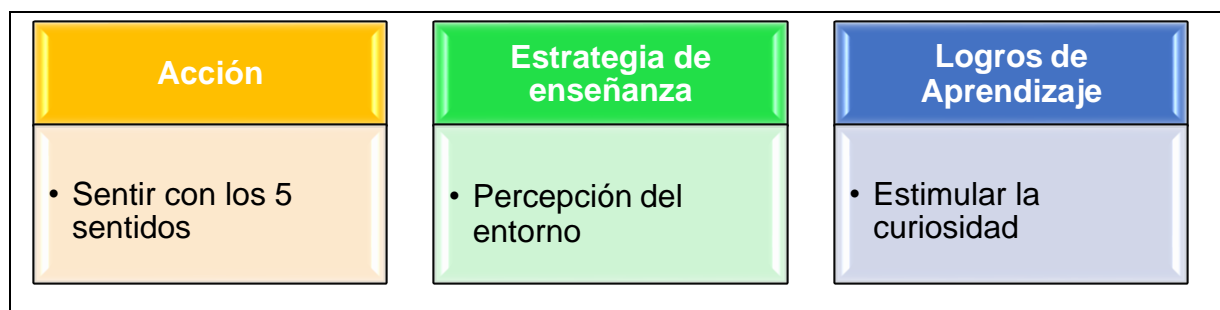 Acción
• Sentir con los 5
sentidos
Estrategia de
enseñanza
• Percepción del
entorno
Logros de
Aprendizaje
• Estimular la
curiosidad